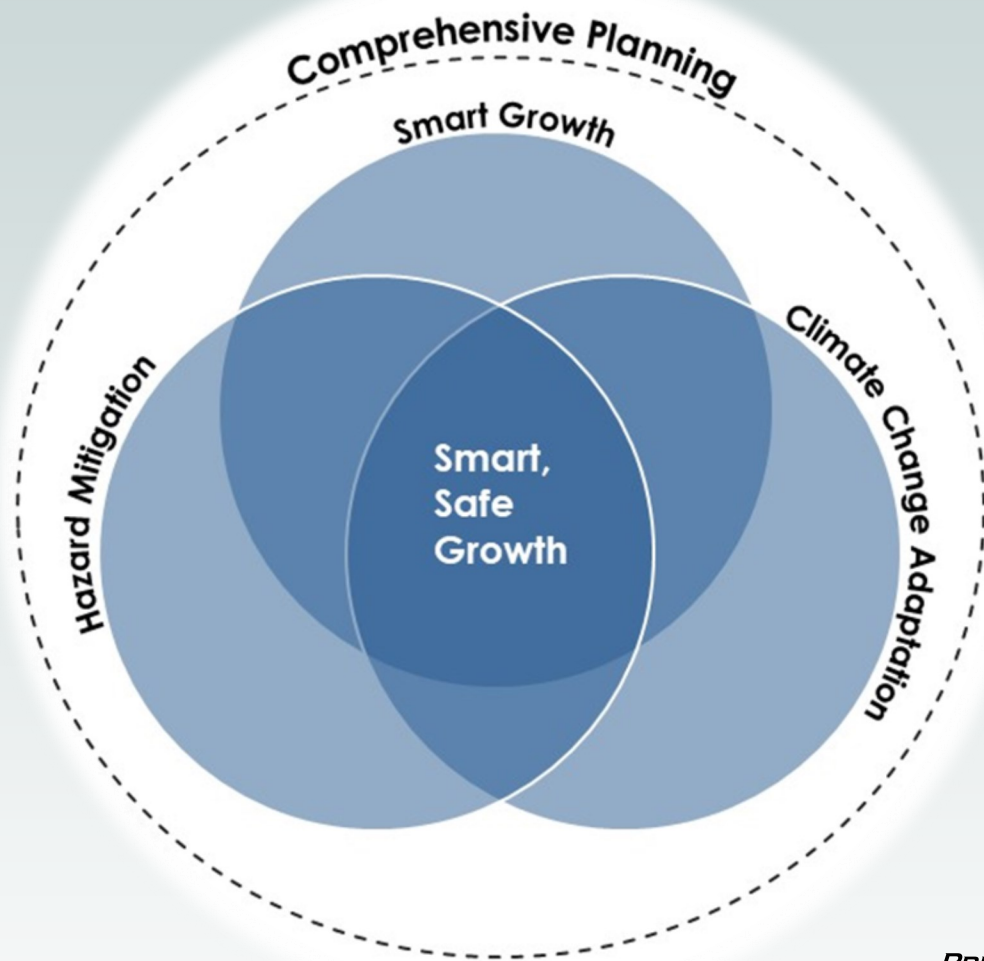 Comprehensive Planning
Smart Growth
Hazard Mitigation
Climate Change Adaptation
Smart,
Safe
Growth